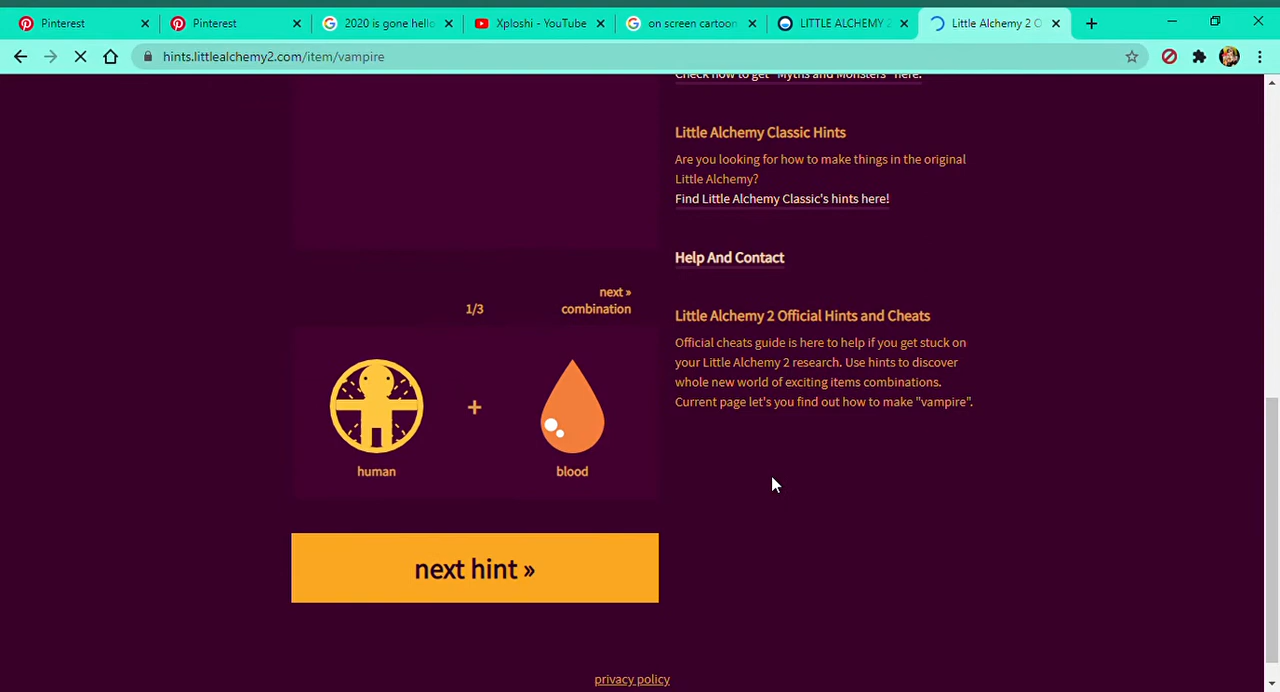 Pinterest
Pinterest
2020 is gone hello
Xploshi - YouTube
on screen cartoon
LITTLE ALCHEMY 2
Little Alchemy 2 O
hints.littlealchemy2.com/item/vampire
Check how to get "Myths and Monsters" here.
Little Alchemy Classic Hints
Are you looking for how to make things in the original
Little Alchemy?
Find Little Alchemy Classic's hints here!
Help And Contact
next »
1/3 combination
Little Alchemy 2 Official Hints and Cheats
Official cheats guide is here to help if you get stuck on
your Little Alchemy 2 research. Use hints to discover
whole new world of exciting items combinations.
Current page let's you find out how to make "vampire".
+
human blood
next hint »
privacy policy